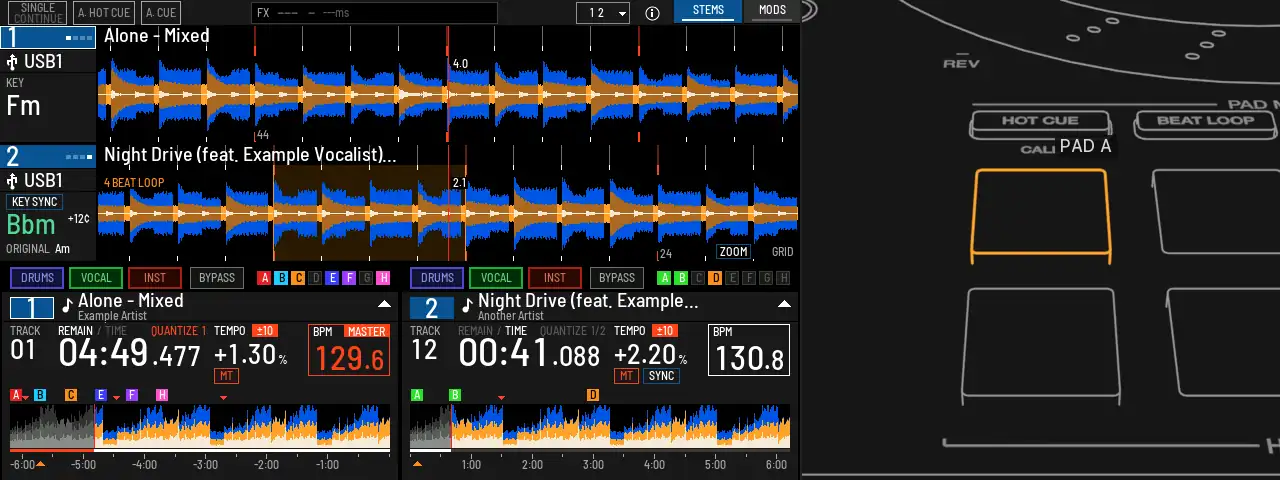 SINGLE
CONTINUE
A. HOT CUE
A. CUE
FX --- - ---ms
1 2
STEMS
MODS
1
Alone - Mixed
USB1
KEY
Fm
4.0
44
2
Night Drive (feat. Example Vocalist)...
USB1
4 BEAT LOOP
2.1
KEY SYNC
Bbm
+12¢
ORIGINAL Am
24
ZOOM
GRID
DRUMS
VOCAL
INST
BYPASS
A B C D E F G H
DRUMS
VOCAL
INST
BYPASS
A B C D E F G H
1
Alone - Mixed
Example Artist
TRACK
01
REMAIN / TIME
QUANTIZE 1
04:49.477
TEMPO
±10
+1.30%
MT
BPM
MASTER
129.6
A B C E F H
-6:00 -5:00 -4:00 -3:00 -2:00 -1:00
2
Night Drive (feat. Example...
Another Artist
TRACK
12
REMAIN / TIME
QUANTIZE 1/2
00:41.088
TEMPO
±10
+2.20%
MT
SYNC
BPM
130.8
A B D
1:00 2:00 3:00 4:00 5:00 6:00
REV
HOT CUE
BEAT LOOP
PAD A